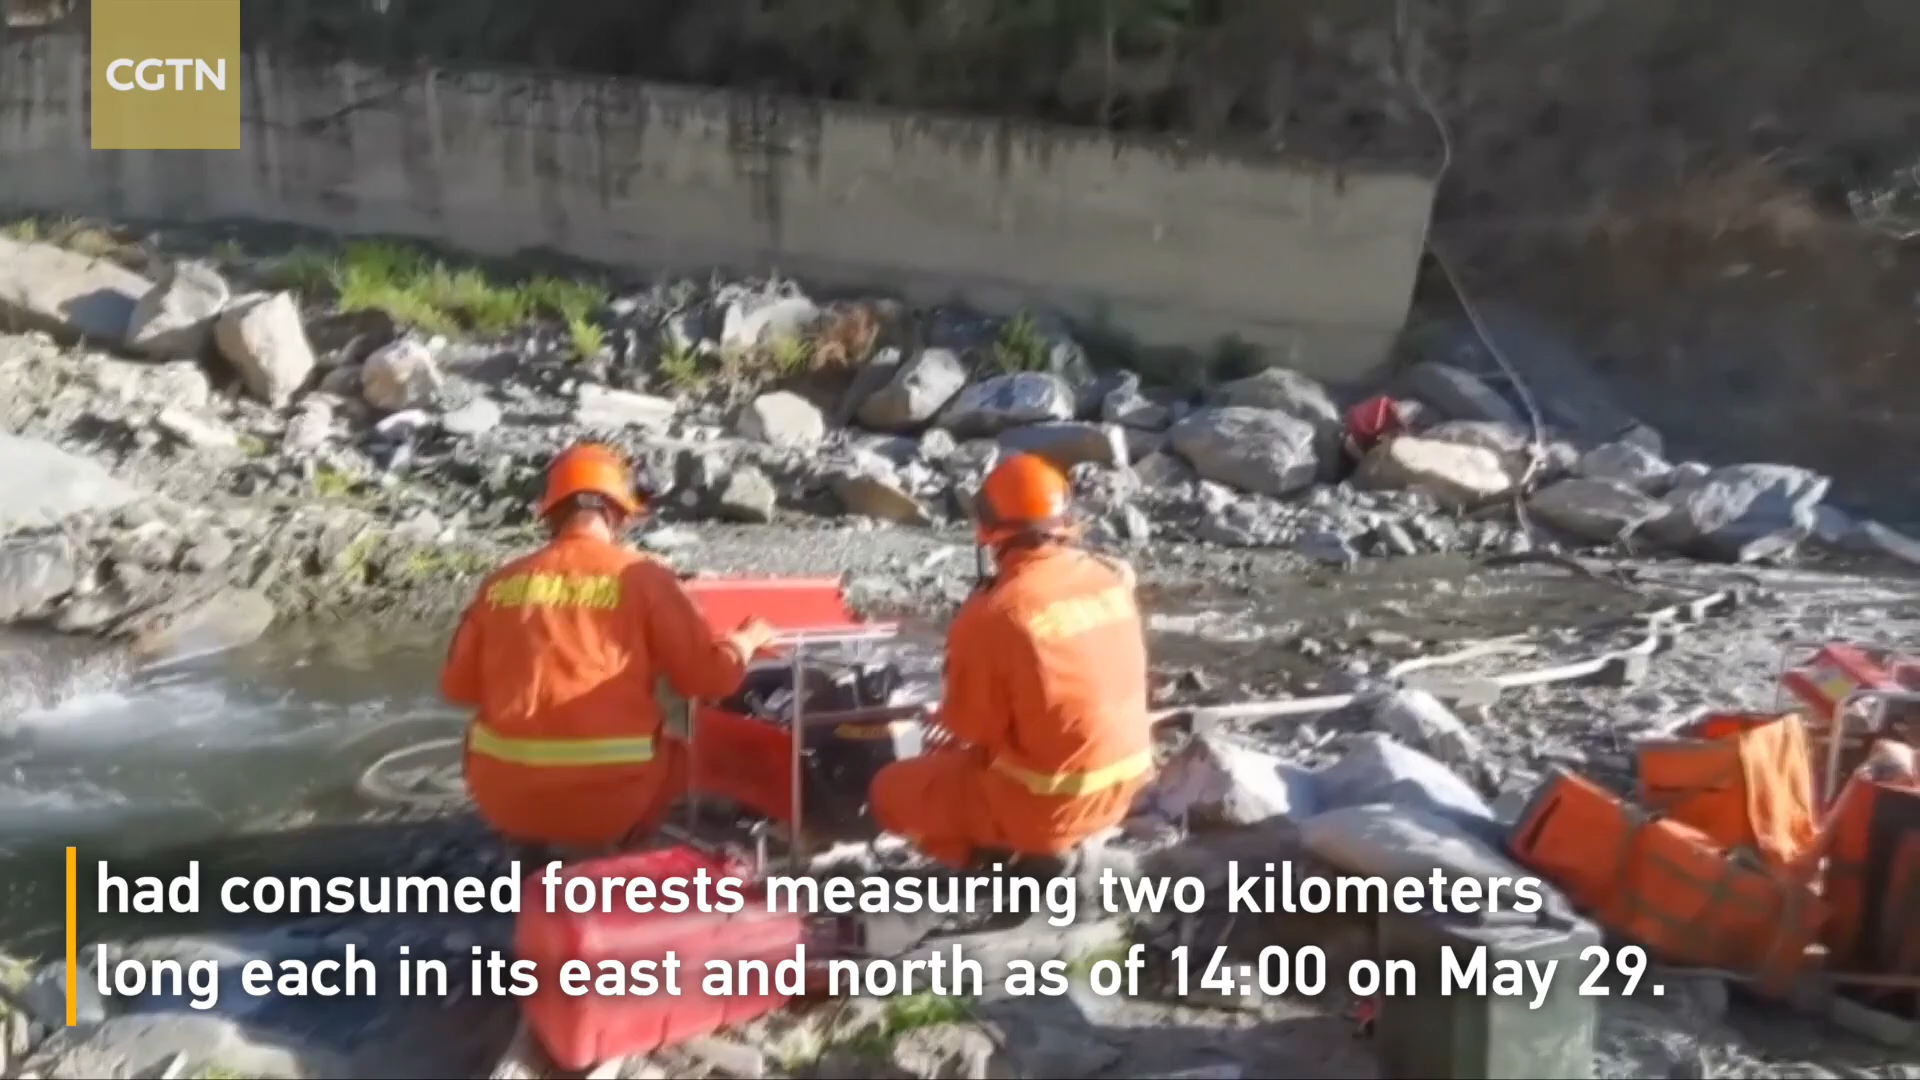 CGTN
had consumed forests measuring two kilometers
long each in its east and north as of 14:00 on May 29.